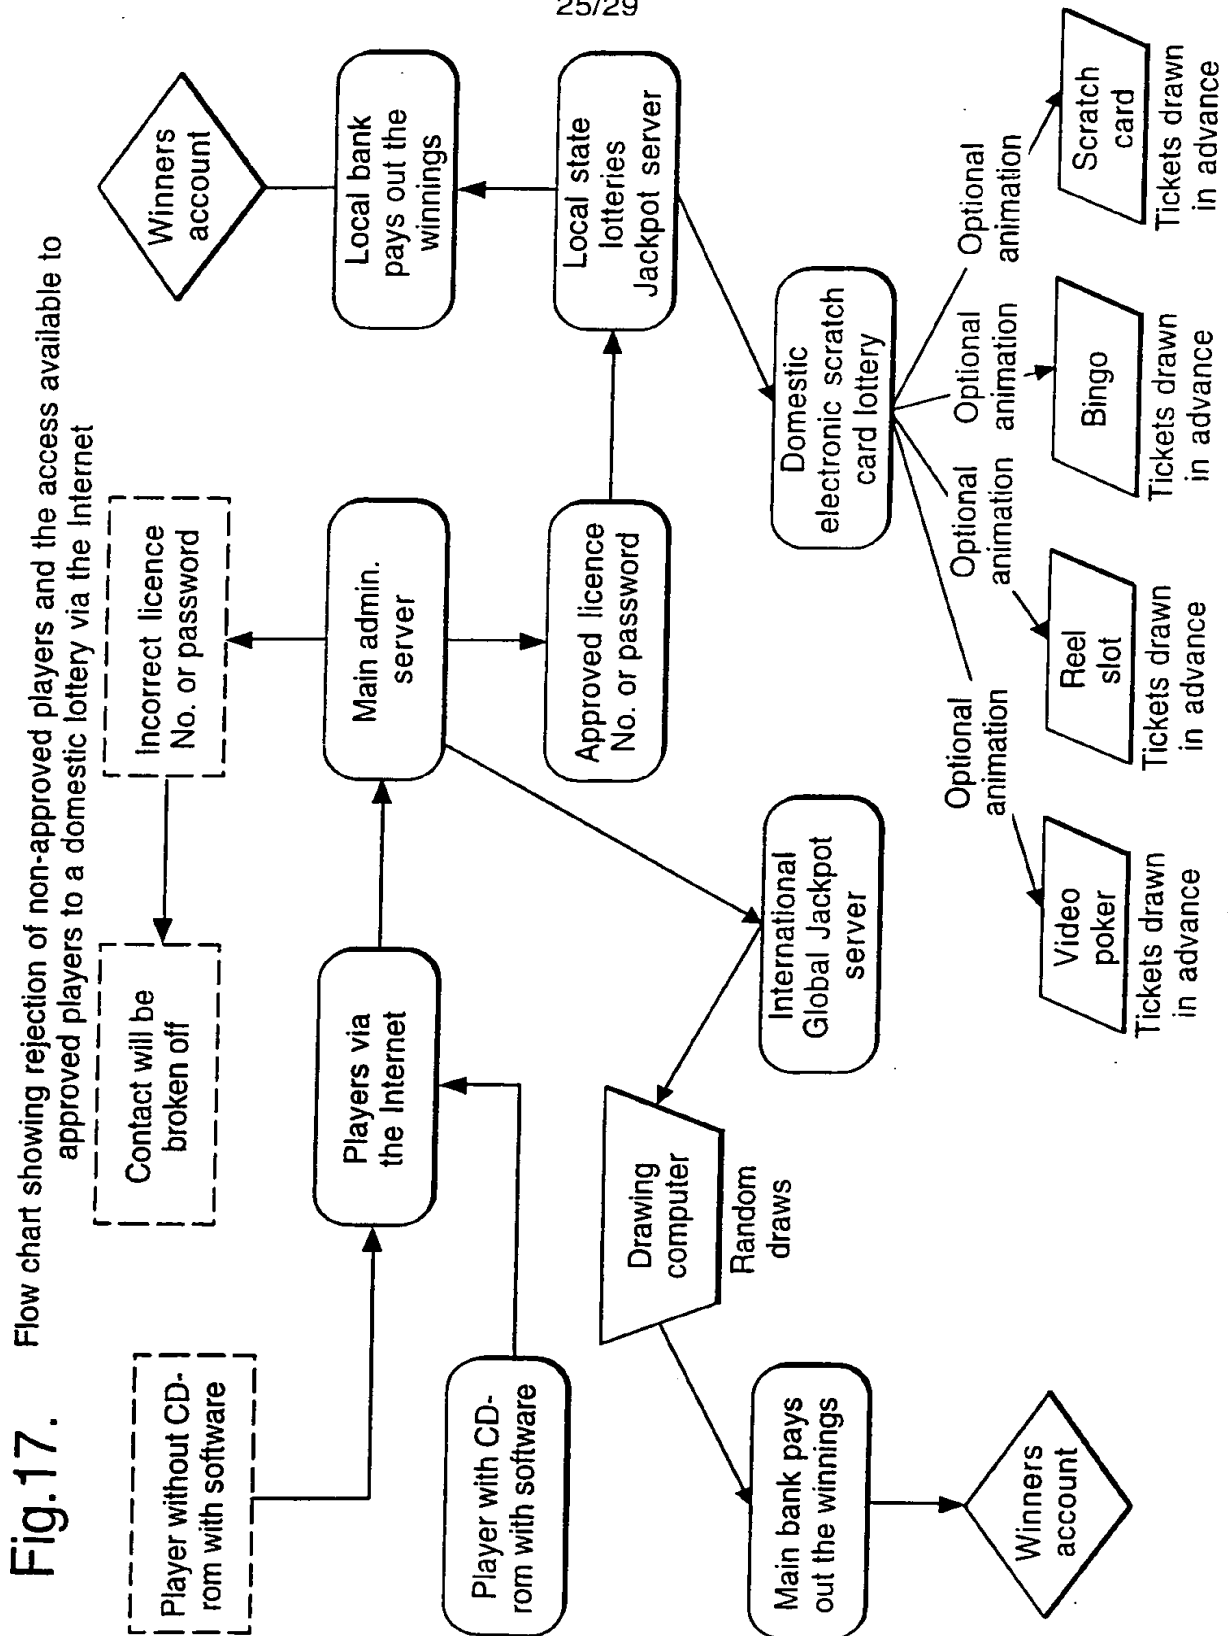 25/29
Fig.17.
Flow chart showing rejection of non-approved players and the access available to
approved players to a domestic lottery via the Internet
Player without CD-
rom with software
Contact will be
broken off
Incorrect licence
No. or password
Winners
account
Player with CD-
rom with software
Players via
the Internet
Main admin.
server
Local bank
pays out the
winnings
Approved licence
No. or password
Local state
lotteries
Jackpot server
Drawing
computer
Random
draws
International
Global Jackpot
server
Domestic
electronic scratch
card lottery
Main bank pays
out the winnings
Winners
account
Optional
animation
Optional
animation
Optional
animation
Optional
animation
Video
poker
Tickets drawn
in advance
Reel
slot
Tickets drawn
in advance
Bingo
Tickets drawn
in advance
Scratch
card
Tickets drawn
in advance